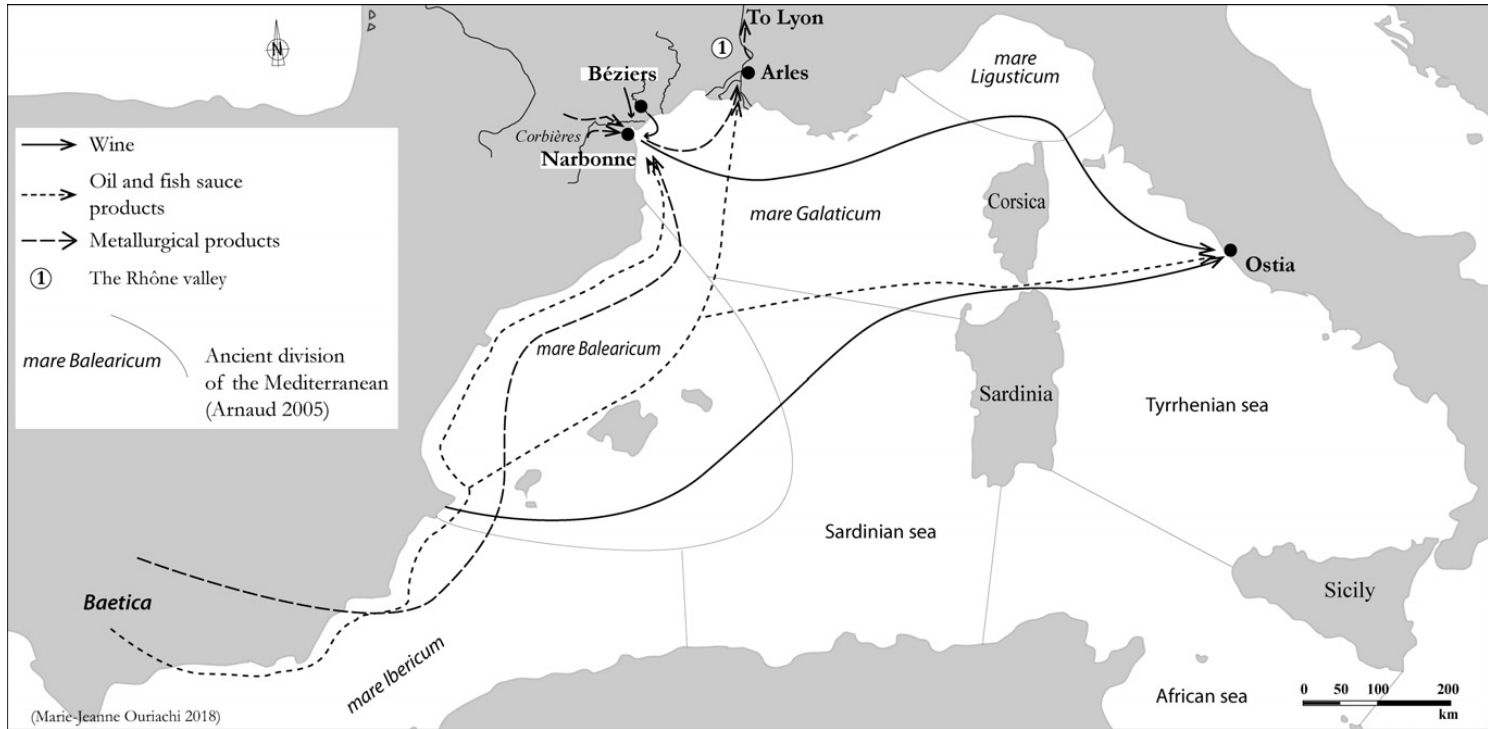 N
To Lyon
1
Arles
Béziers
Corbières
Narbonne
mare
Ligusticum
Wine
Oil and fish sauce
products
Metallurgical products
1 The Rhône valley
mare Balearicum
Ancient division
of the Mediterranean
(Arnaud 2005)
mare Galaticum
Corsica
Ostia
mare Balearicum
Sardinia
Tyrrhenian sea
Sardinian sea
Baetica
mare Ibericum
Sicily
African sea
0 50 100 200
km
(Marie-Jeanne Ouriachi 2018)